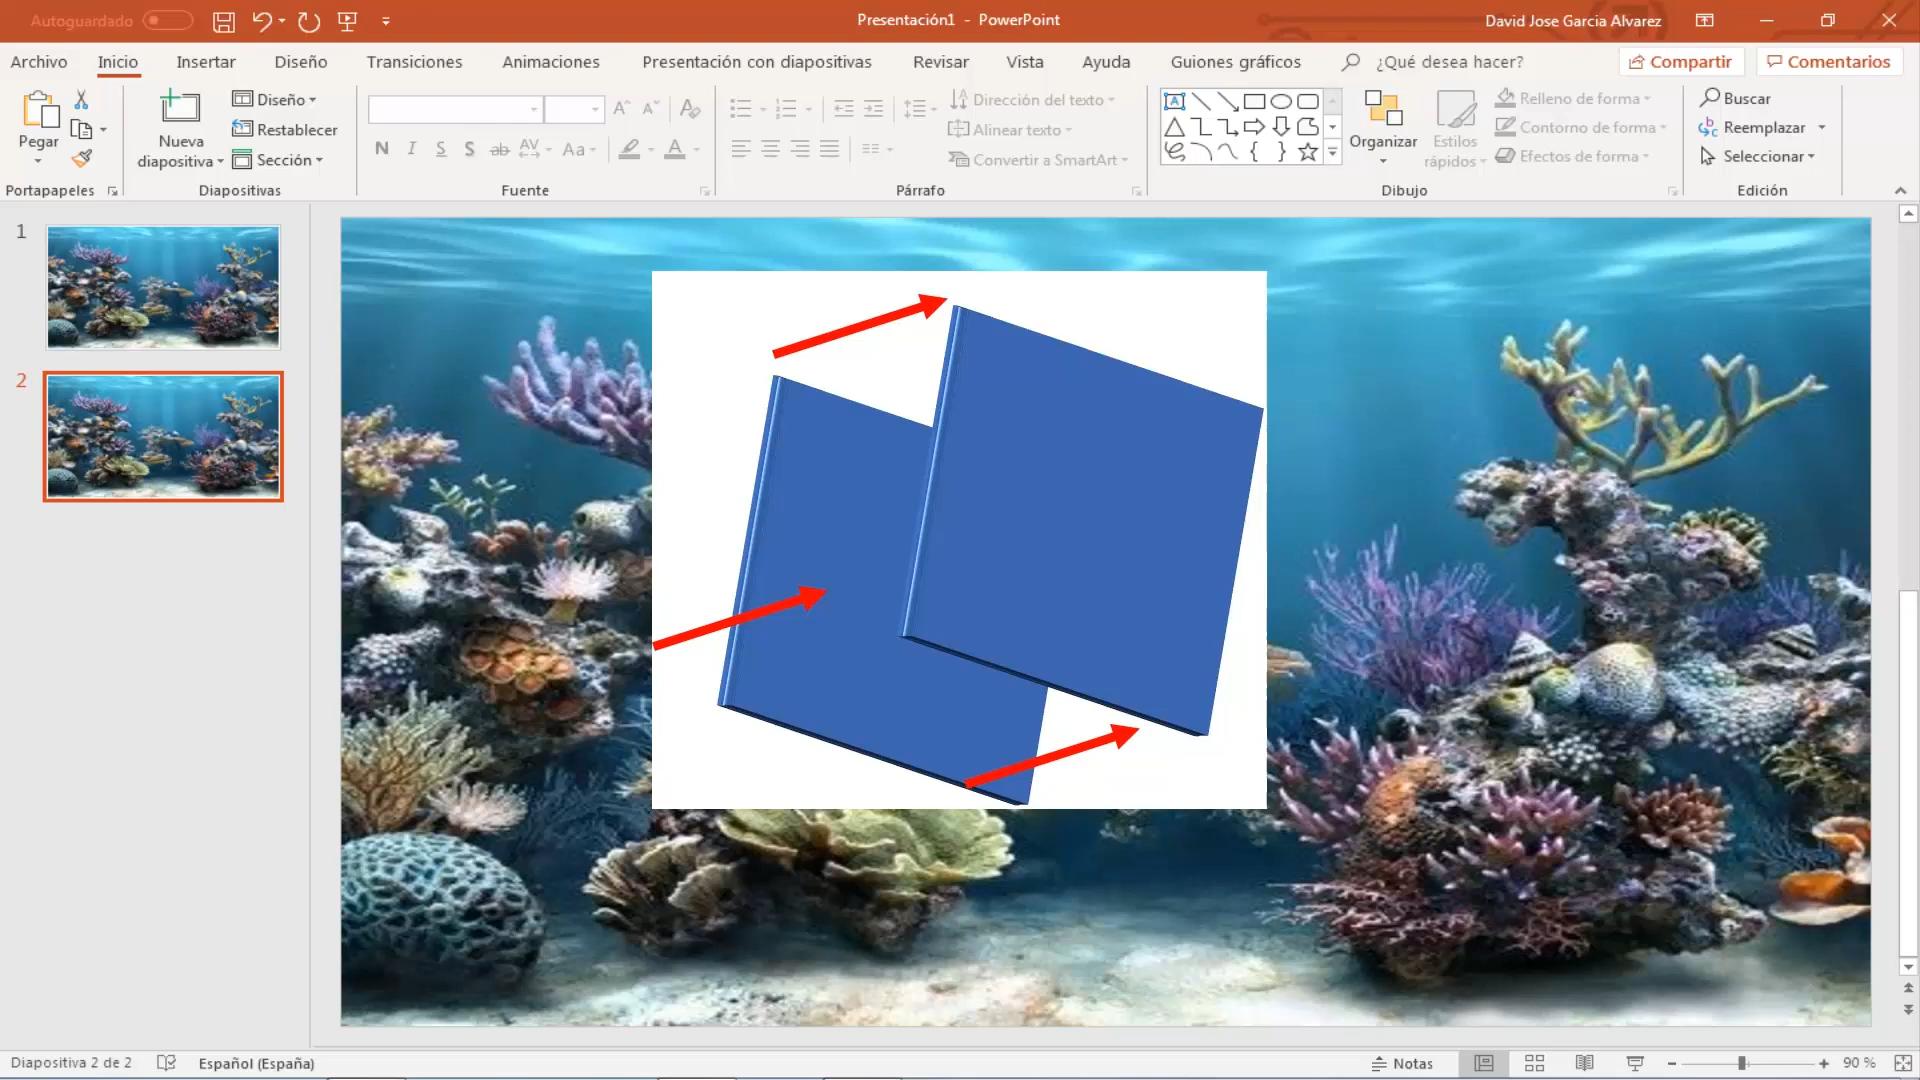 Autoguardado
Presentación1 - PowerPoint
David Jose Garcia Alvarez
Archivo Inicio Insertar Diseño Transiciones Animaciones Presentación con diapositivas Revisar Vista Ayuda Guiones gráficos ¿Qué desea hacer? Compartir Comentarios
Pegar
Portapapeles
Nueva diapositiva
Diseño
Restablecer
Sección
Diapositivas
N I S S ab AV Aa A
Fuente
Dirección del texto
Alinear texto
Convertir a SmartArt
Párrafo
Organizar
Estilos rápidos
Relleno de forma
Contorno de forma
Efectos de forma
Dibujo
Buscar
Reemplazar
Seleccionar
Edición
1
2
Diapositiva 2 de 2
Español (España)
Notas
90 %